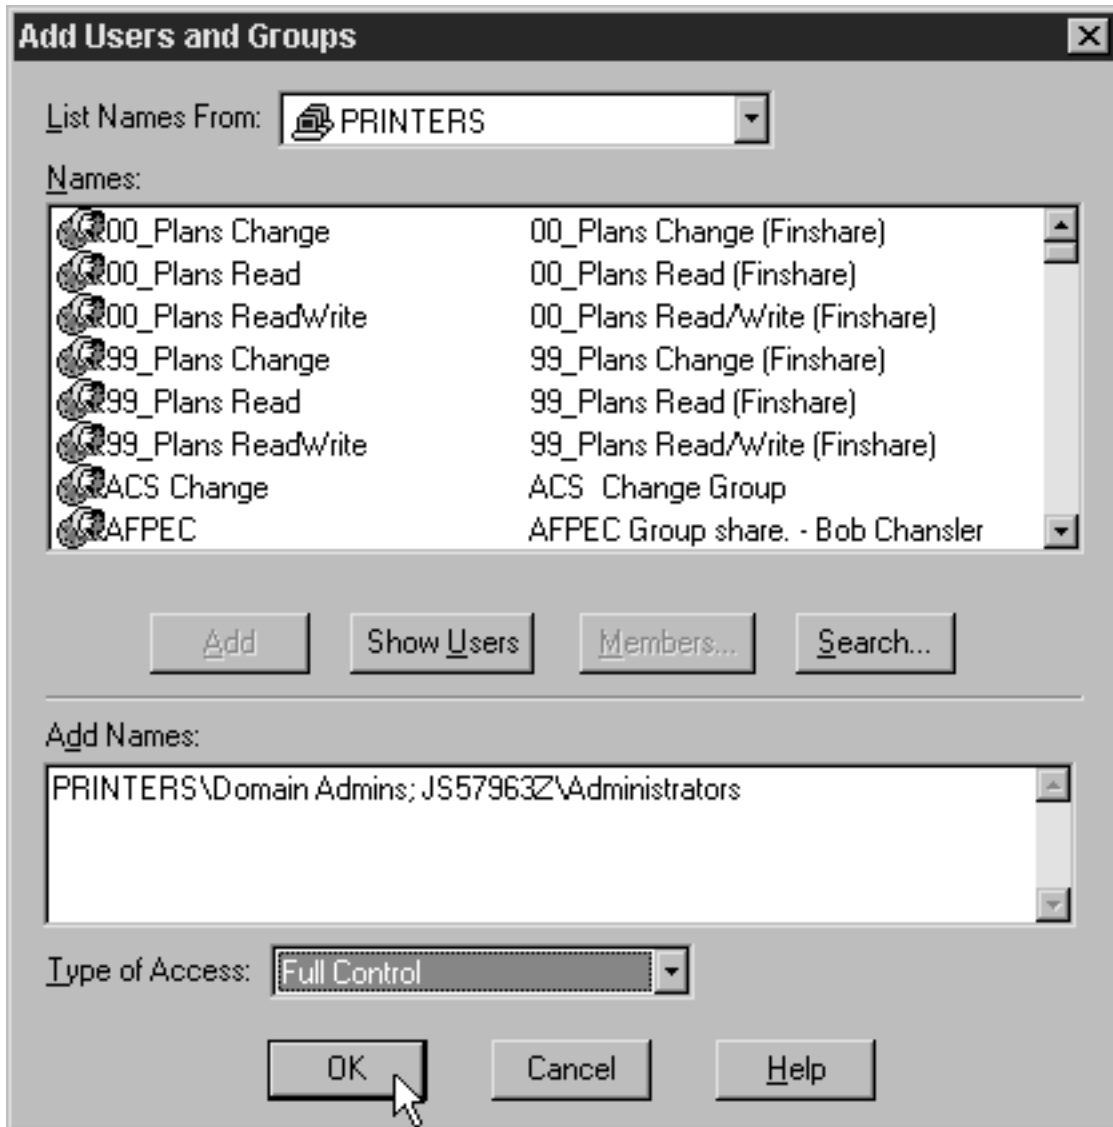 Add Users and Groups
List Names From: PRINTERS
Names:
00_Plans Change 00_Plans Change (Finshare)
00_Plans Read 00_Plans Read (Finshare)
00_Plans ReadWrite 00_Plans Read/Write (Finshare)
99_Plans Change 99_Plans Change (Finshare)
99_Plans Read 99_Plans Read (Finshare)
99_Plans ReadWrite 99_Plans Read/Write (Finshare)
ACS Change ACS  Change Group
AFPEC AFPEC Group share. - Bob Chansler
Add Show Users Members... Search...
Add Names:
PRINTERS\Domain Admins; JS57963Z\Administrators
Type of Access: Full Control
OK Cancel Help